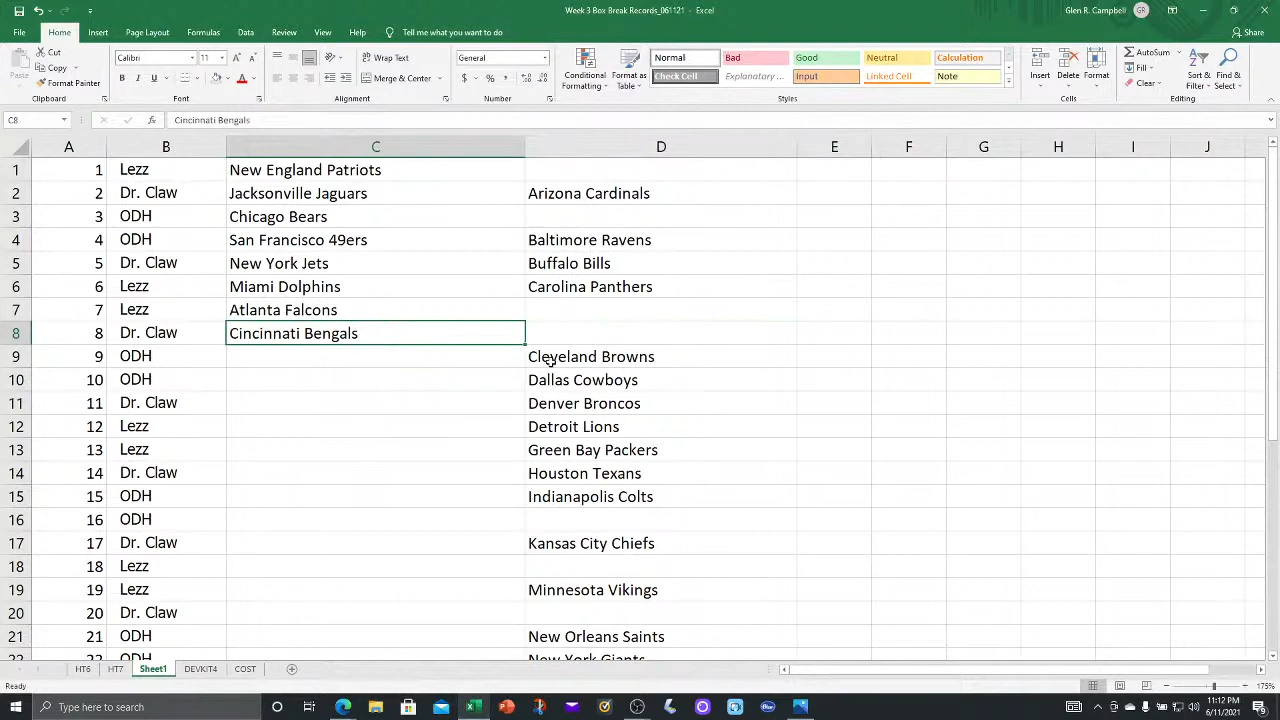 Week 3 Box Break Records_061121 - Excel
Glen R. Campbell
GC
File Home Insert Page Layout Formulas Data Review View Help Tell me what you want to do
Share
Paste
Cut
Copy
Format Painter
Clipboard
Calibri 11
B I U
Font
Wrap Text
Merge & Center
Alignment
General
$ % ,
Number
Conditional Formatting
Format as Table
Normal Bad Good Neutral Calculation
Check Cell Explanatory ... Input Linked Cell Note
Styles
Insert Delete Format
Cells
AutoSum
Fill
Clear
Sort & Filter
Find & Select
Editing
C8 fx Cincinnati Bengals
A B C D E F G H I J
1 1 Lezz New England Patriots
2 2 Dr. Claw Jacksonville Jaguars Arizona Cardinals
3 3 ODH Chicago Bears
4 4 ODH San Francisco 49ers Baltimore Ravens
5 5 Dr. Claw New York Jets Buffalo Bills
6 6 Lezz Miami Dolphins Carolina Panthers
7 7 Lezz Atlanta Falcons
8 8 Dr. Claw Cincinnati Bengals
9 9 ODH Cleveland Browns
10 10 ODH Dallas Cowboys
11 11 Dr. Claw Denver Broncos
12 12 Lezz Detroit Lions
13 13 Lezz Green Bay Packers
14 14 Dr. Claw Houston Texans
15 15 ODH Indianapolis Colts
16 16 ODH
17 17 Dr. Claw Kansas City Chiefs
18 18 Lezz
19 19 Lezz Minnesota Vikings
20 20 Dr. Claw
21 21 ODH New Orleans Saints
22 22 ODH New York Giants
HT6 HT7 Sheet1 DEVKIT4 COST
Ready
175%
Type here to search
11:12 PM
6/11/2021